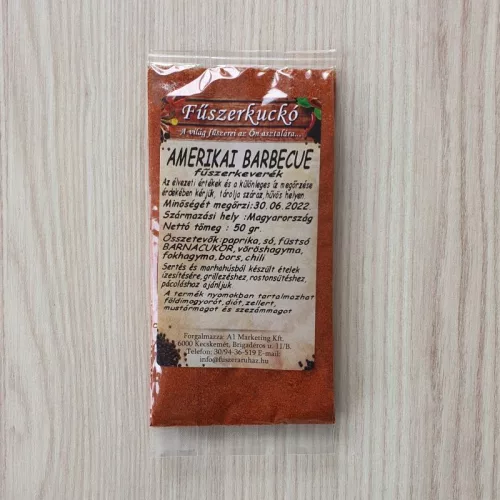 Fűszerkuckó
A világ fűszerei az Ön asztalára...
AMERIKAI BARBECUE
fűszerkeverék
Az élvezeti értékek és a különleges íz megőrzése
érdekében kérjük, tárolja száraz, hűvös helyen.
Minőségét megőrzi:30.06.2022.
Származási hely :Magyarország
Nettó tömeg : 50 gr.
Összetevők:paprika, só, füstső
BARNACUKOR, vöröshagyma,
fokhagyma, bors, chili
Sertés és marhahúsból készült ételek
ízesítésére, grillezéshez, rostonsütéshez,
pácoláshoz ajánljuk.
A termék nyomokban tartalmazhat
földimogyorót, diót, zellert,
mustármagot és szezámmagot
Forgalmazza: A1 Marketing Kft.
6000 Kecskemét, Brigadéros u. 11/B.
Telefon: 30/94-36-519 E-mail:
info@fuszeraruhaz.hu